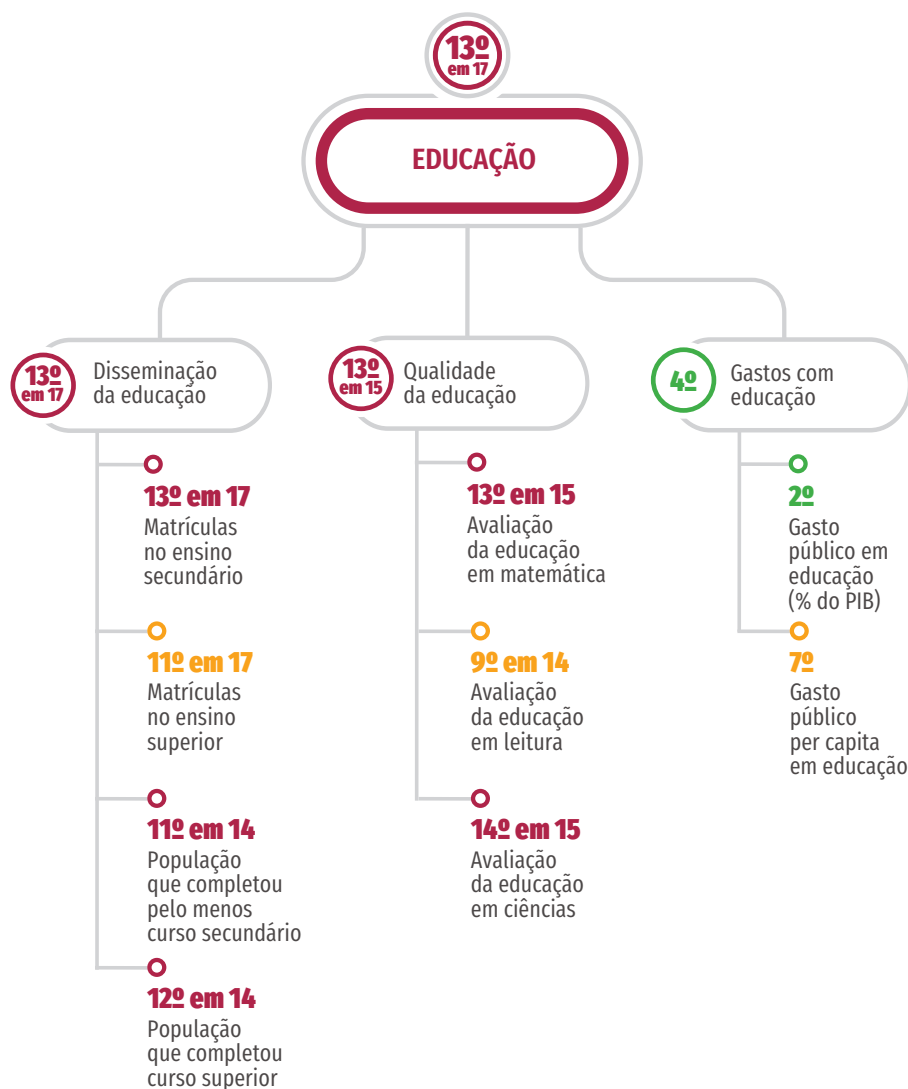 13º
em 17
EDUCAÇÃO
13º
em 17
Disseminação
da educação
13º em 17
Matrículas
no ensino
secundário
11º em 17
Matrículas
no ensino
superior
11º em 14
População
que completou
pelo menos
curso secundário
12º em 14
População
que completou
curso superior
13º
em 15
Qualidade
da educação
13º em 15
Avaliação
da educação
em matemática
9º em 14
Avaliação
da educação
em leitura
14º em 15
Avaliação
da educação
em ciências
4º
Gastos com
educação
2º
Gasto
público em
educação
(% do PIB)
7º
Gasto
público
per capita
em educação